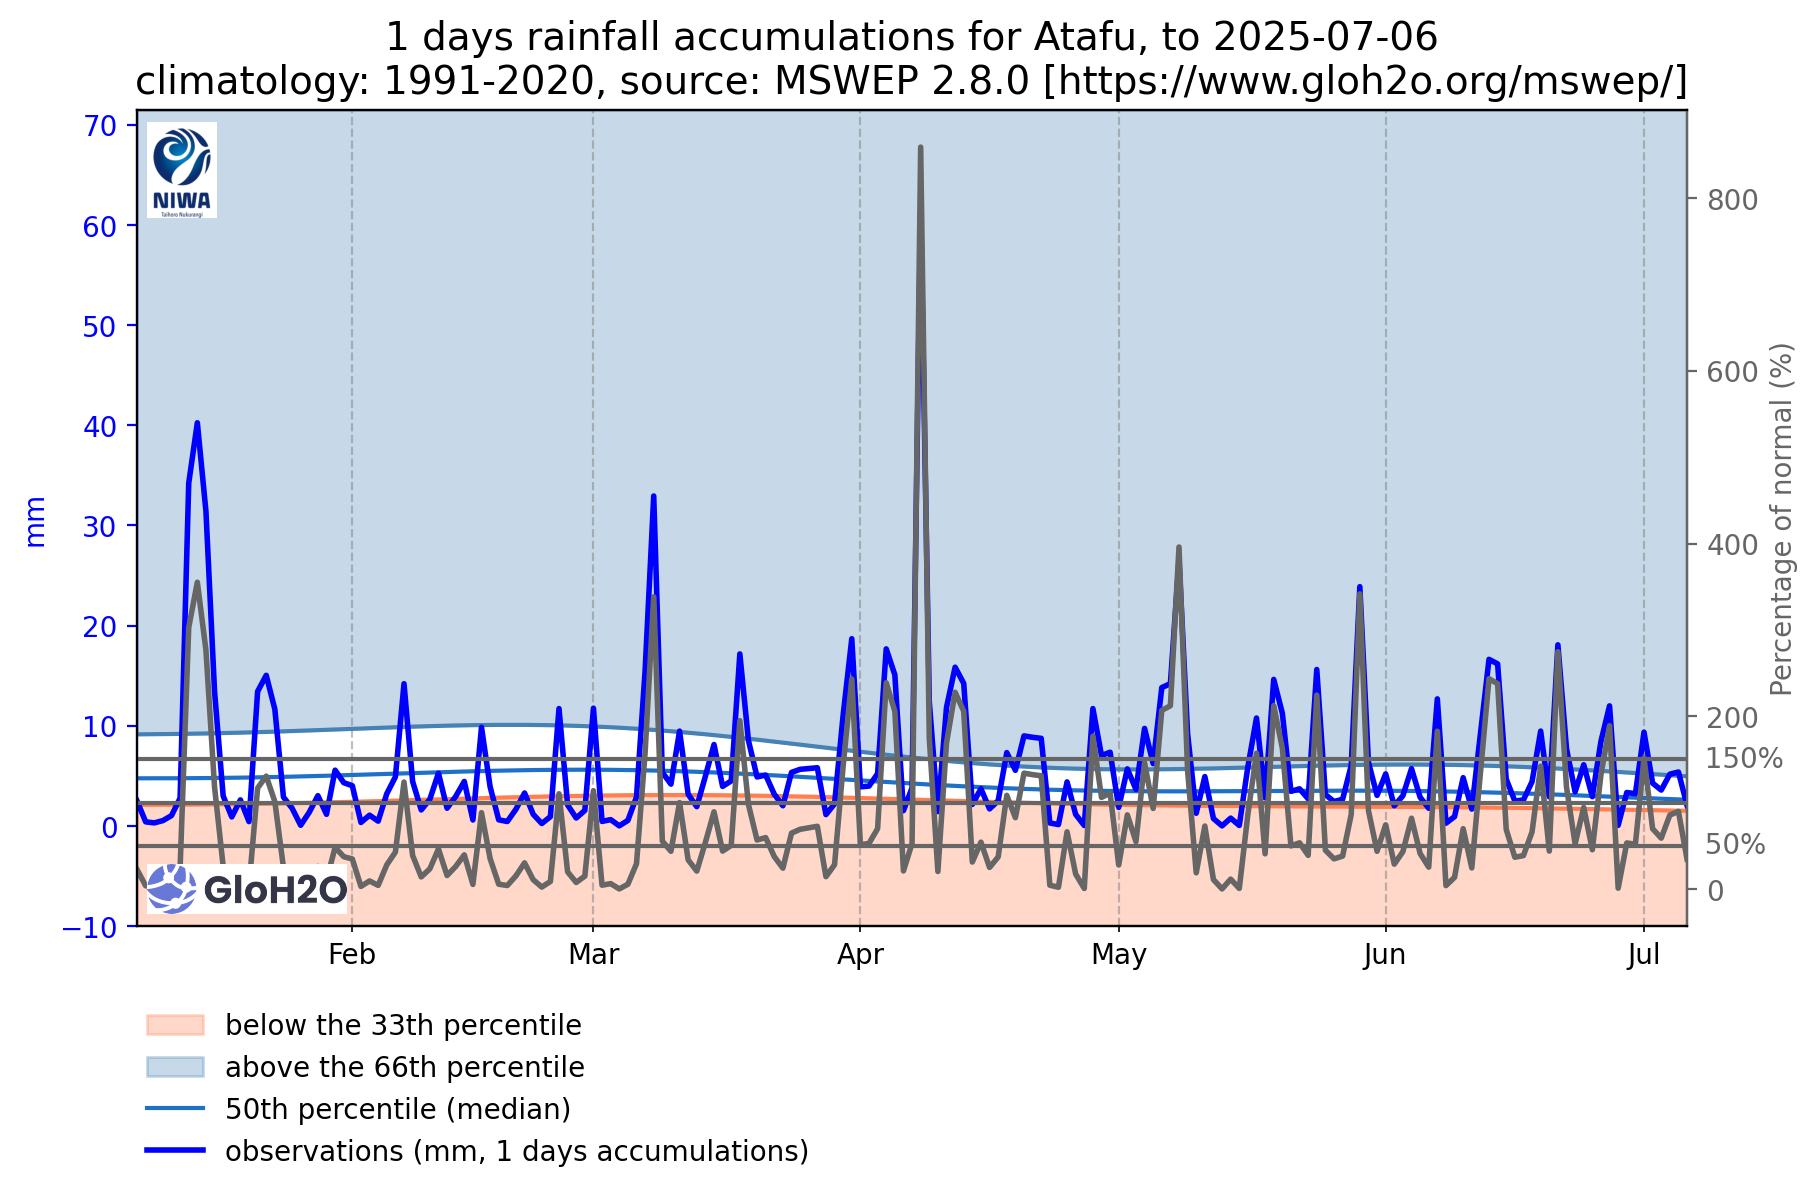 1 days rainfall accumulations for Atafu, to 2025-07-06
climatology: 1991-2020, source: MSWEP 2.8.0 [https://www.gloh2o.org/mswep/]
70
60
50
40
30
20
10
0
−10
mm
NIWA
Taihoro Nukurangi
GloH2O
800
600
400
200
150%
50%
0
Percentage of normal (%)
Feb
Mar
Apr
May
Jun
Jul
below the 33th percentile
above the 66th percentile
50th percentile (median)
observations (mm, 1 days accumulations)